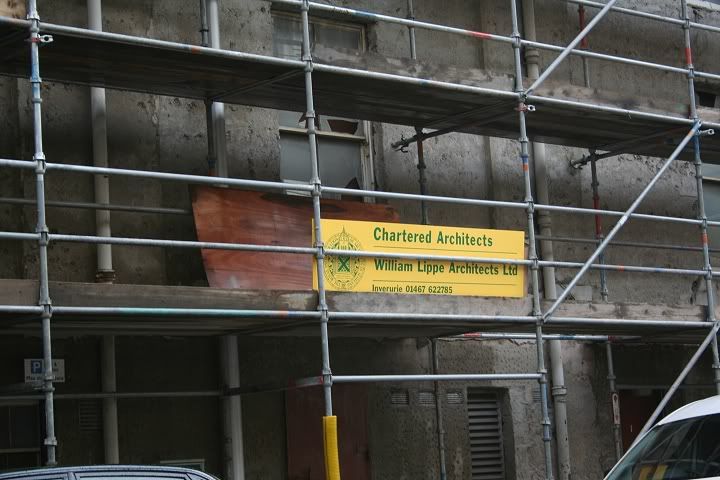 Chartered Architects
William Lippe Architects Ltd
Inverurie 01467 622785
P